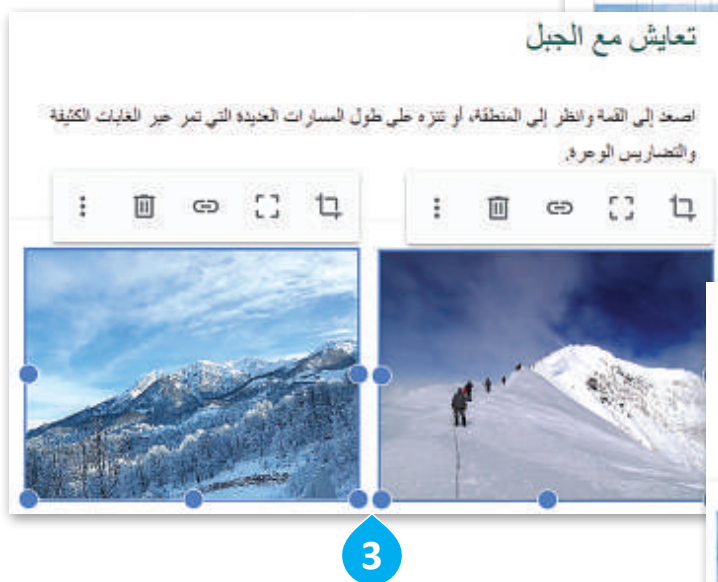 تعايش مع الجبل
اصعد إلى القمة وانظر إلى المنطقة، أو تنزه على طول المسارات العديدة التي تمر عبر الغابات الكثيفة
والتضاريس الوعرة.
3